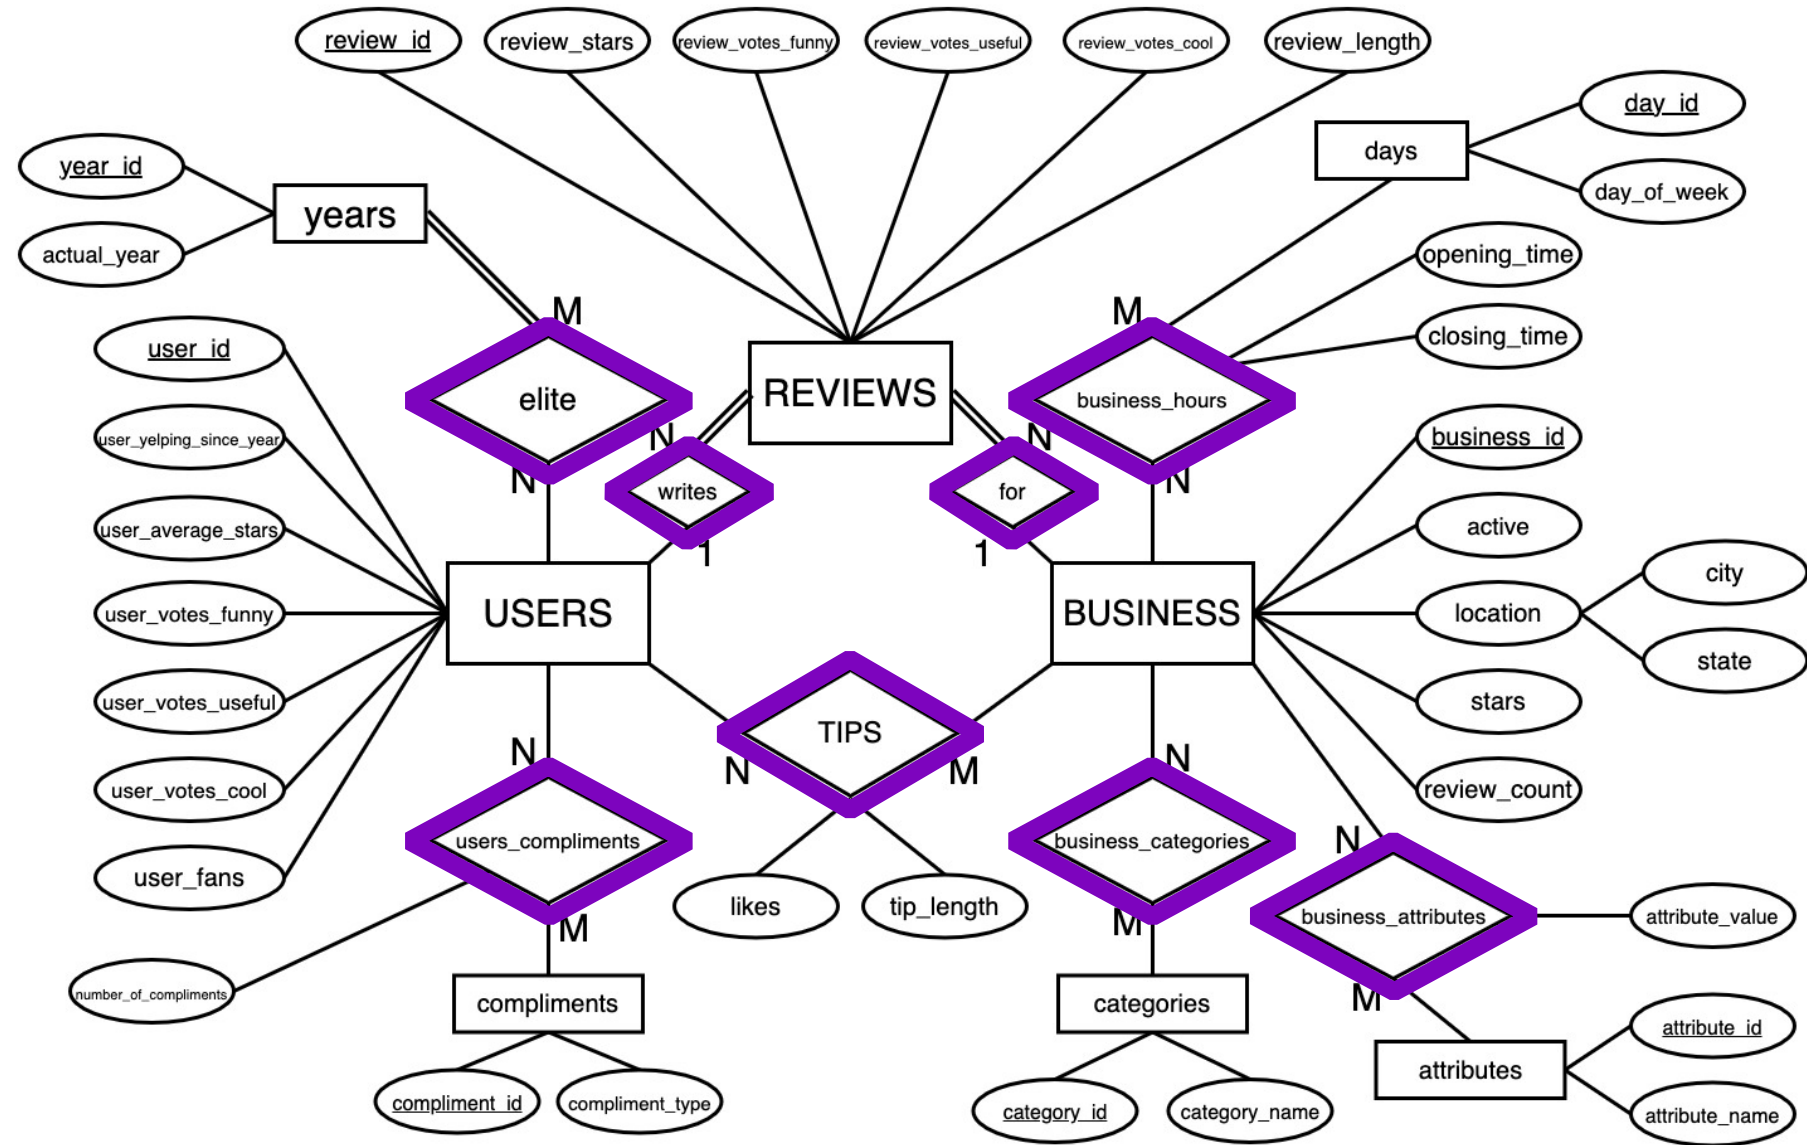 review_id
review_stars
review_votes_funny
review_votes_useful
review_votes_cool
review_length
day_id
days
day_of_week
year_id
years
actual_year
opening_time
closing_time
M
M
user_id
REVIEWS
elite
business_hours
user_yelping_since_year
N
N
business_id
N
writes
for
N
user_average_stars
active
1
1
city
user_votes_funny
USERS
BUSINESS
location
state
user_votes_useful
stars
TIPS
N
N
M
N
user_votes_cool
review_count
users_compliments
business_categories
N
user_fans
likes
tip_length
M
M
business_attributes
attribute_value
number_of_compliments
compliments
categories
M
attribute_id
attributes
compliment_id
compliment_type
category_id
category_name
attribute_name